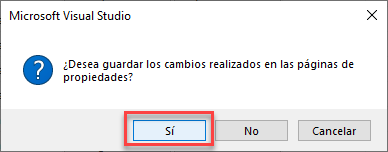 Microsoft Visual Studio
¿Desea guardar los cambios realizados en las páginas de
propiedades?
Sí No Cancelar